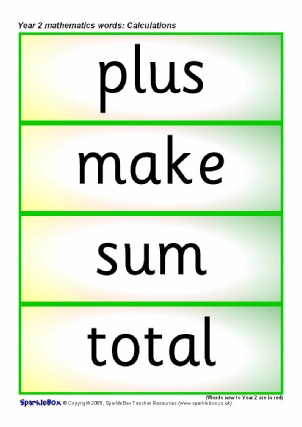 Year 2 mathematics words: Calculations
plus
make
sum
total
(Words new to Year 2 are in red)
SparkleBox © Copyright 2009, SparkleBox Teacher Resources (www.sparklebox.co.uk)